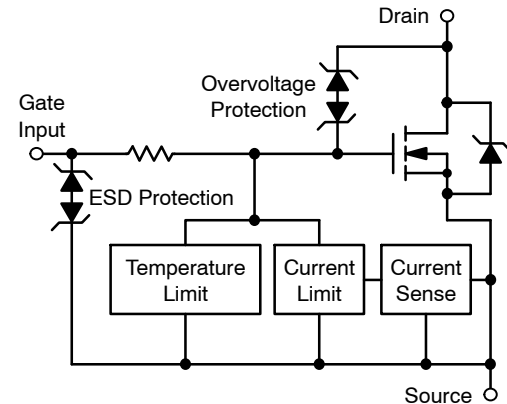 Drain
Overvoltage
Protection
Gate
Input
ESD Protection
Temperature
Limit
Current
Limit
Current
Sense
Source